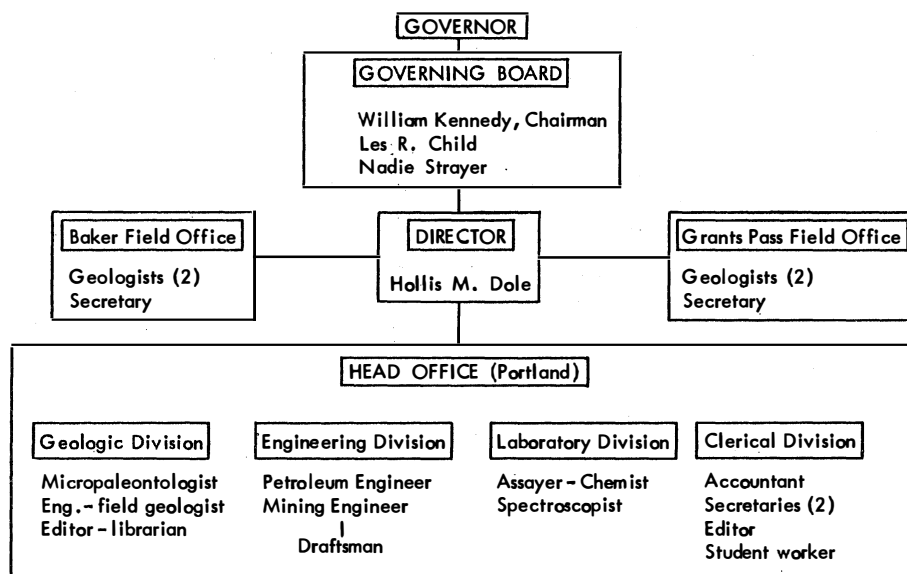 GOVERNOR
GOVERNING BOARD
William Kennedy, Chairman
Les R. Child
Nadie Strayer
Baker Field Office
Geologists (2)
Secretary
DIRECTOR
Hollis M. Dole
Grants Pass Field Office
Geologists (2)
Secretary
HEAD OFFICE (Portland)
Geologic Division
Micropaleontologist
Eng.-field geologist
Editor-librarian
Engineering Division
Petroleum Engineer
Mining Engineer
Draftsman
Laboratory Division
Assayer-Chemist
Spectroscopist
Clerical Division
Accountant
Secretaries (2)
Editor
Student worker